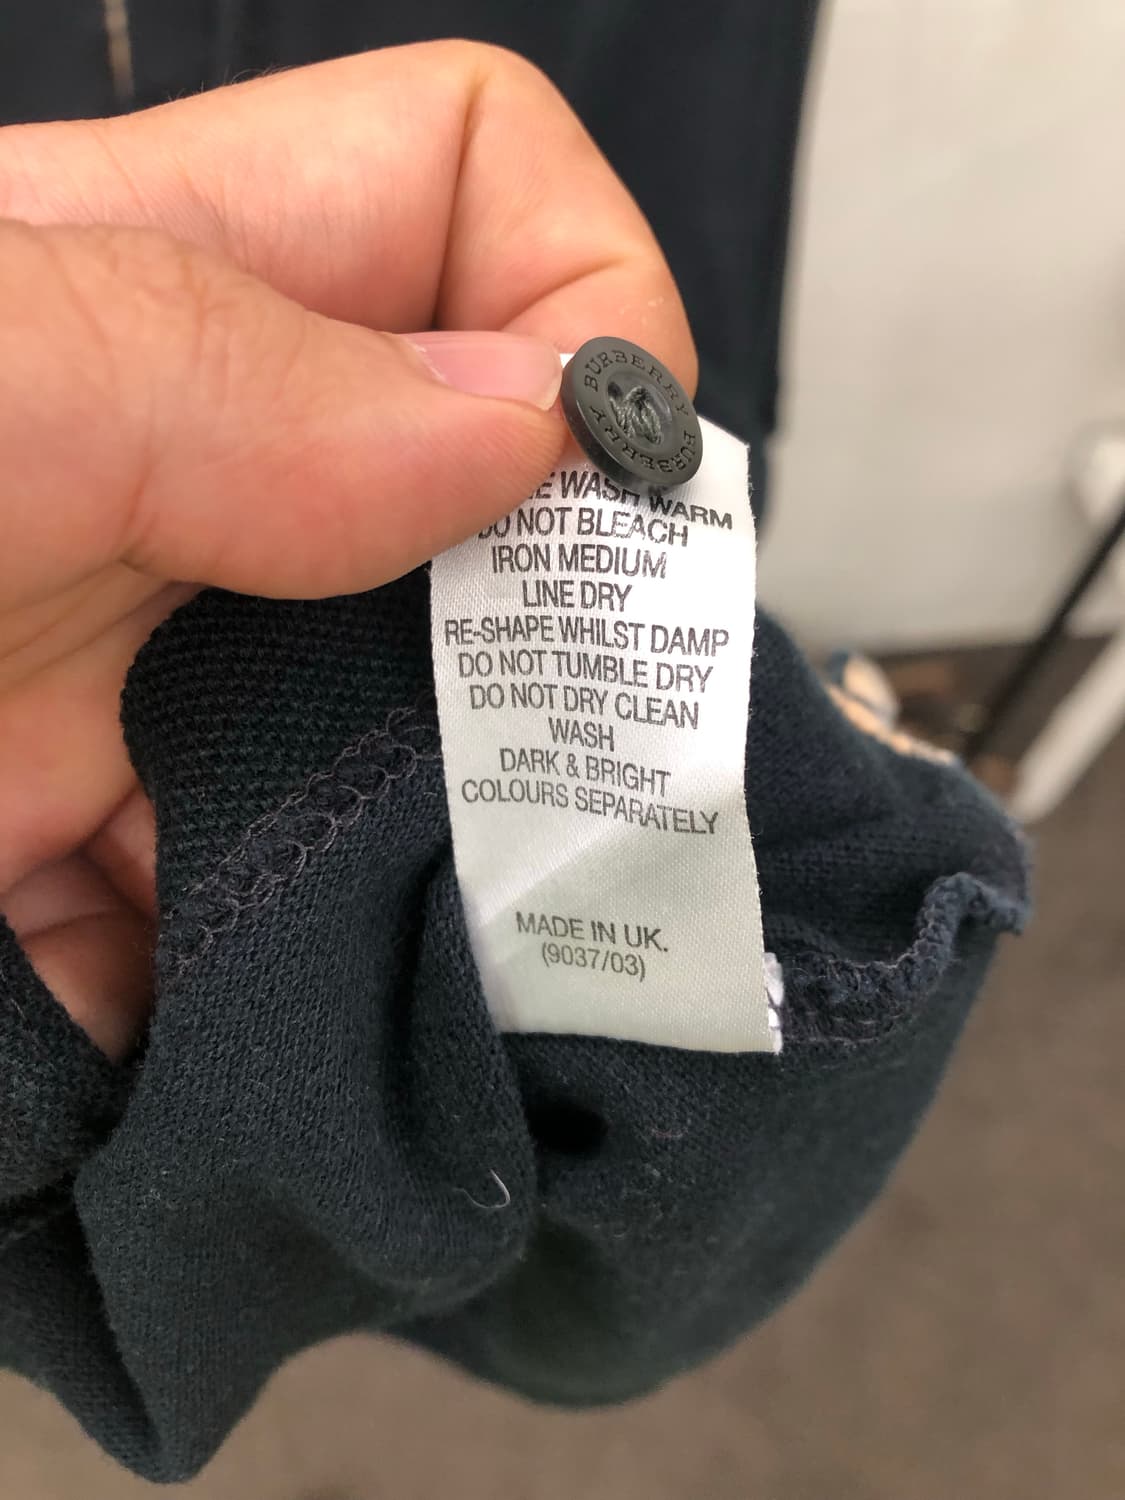 BURBERRY BURBERRY
WASH WARM
DO NOT BLEACH
IRON MEDIUM
LINE DRY
RE-SHAPE WHILST DAMP
DO NOT TUMBLE DRY
DO NOT DRY CLEAN
WASH
DARK & BRIGHT
COLOURS SEPARATELY
MADE IN UK.
(9037/03)